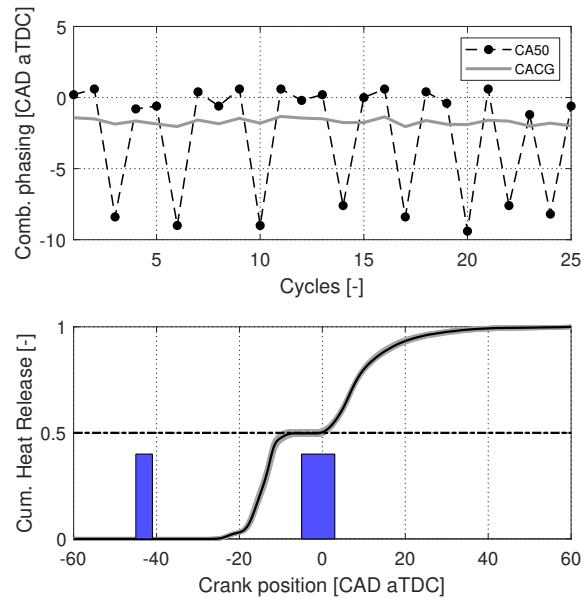 Comb. phasing [CAD aTDC]
5
0
-5
-10
CA50
CACG
5 10 15 20 25
Cycles [-]
Cum. Heat Release [-]
1
0.5
0
-60 -40 -20 0 20 40 60
Crank position [CAD aTDC]